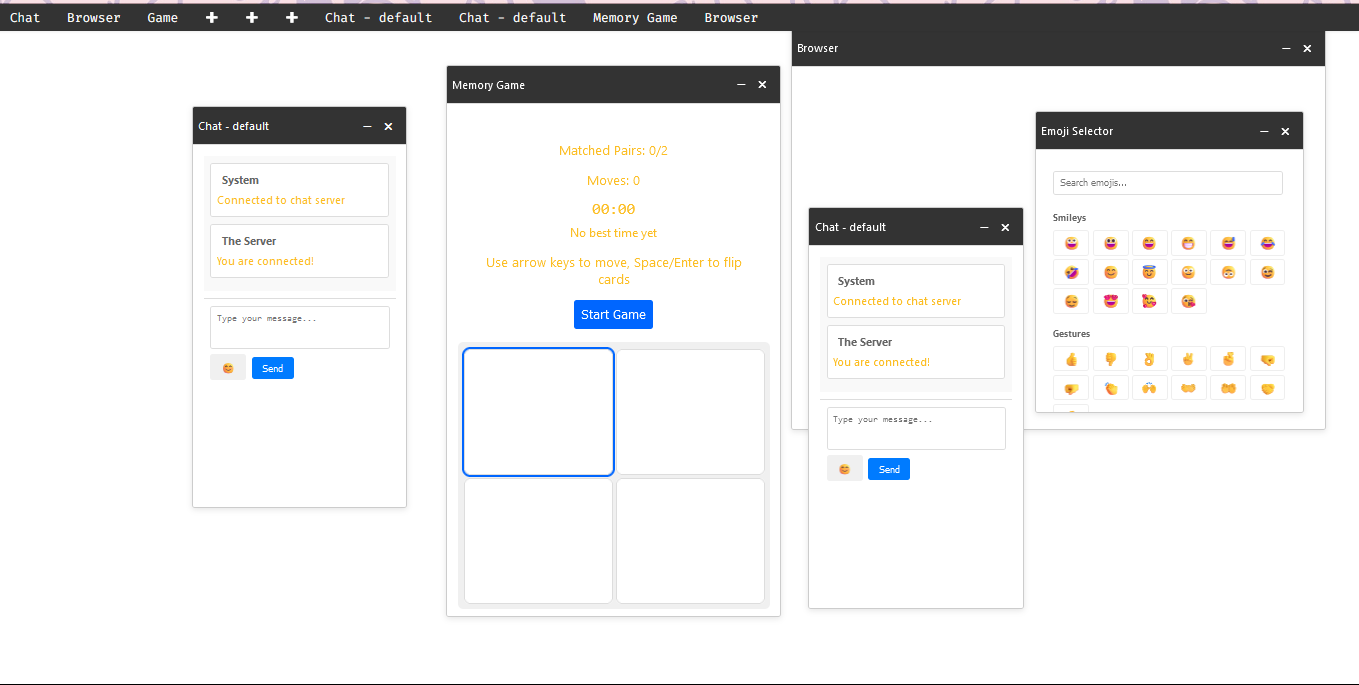 Chat Browser Game + + + Chat - default Chat - default Memory Game Browser
Chat - default
System
Connected to chat server
The Server
You are connected!
Type your message...
Send
Memory Game
Matched Pairs: 0/2
Moves: 0
00:00
No best time yet
Use arrow keys to move, Space/Enter to flip
cards
Start Game
Browser
Chat - default
System
Connected to chat server
The Server
You are connected!
Type your message...
Send
Emoji Selector
Search emojis...
Smileys
Gestures